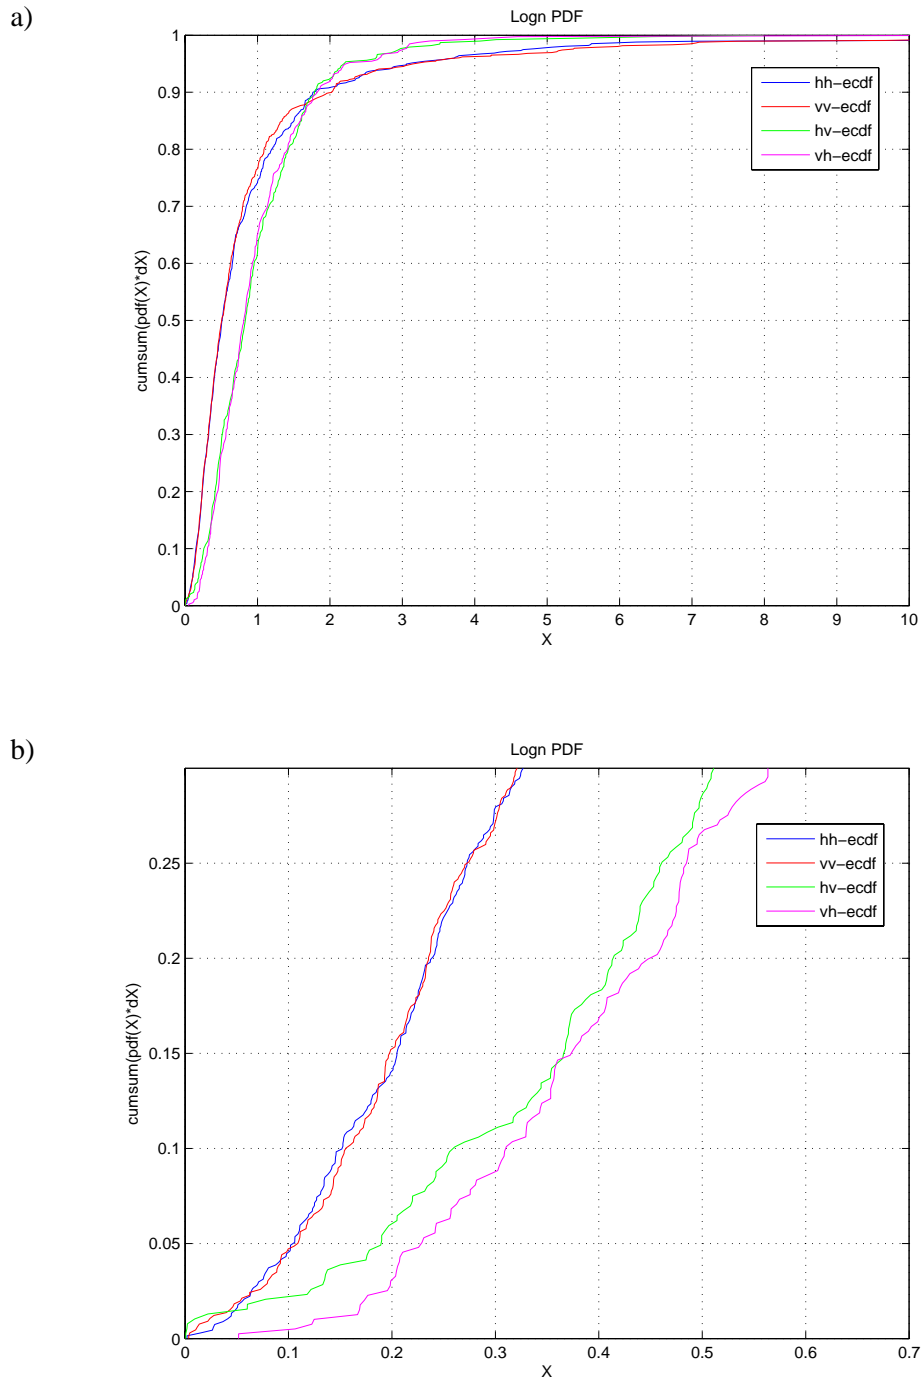 a)
Logn PDF
1
0.9
0.8
0.7
0.6
0.5
0.4
0.3
0.2
0.1
0
cumsum(pdf(X)*dX)
hh−ecdf
vv−ecdf
hv−ecdf
vh−ecdf
0 1 2 3 4 5 6 7 8 9 10
X
b)
Logn PDF
0.25
0.2
0.15
0.1
0.05
0
cumsum(pdf(X)*dX)
hh−ecdf
vv−ecdf
hv−ecdf
vh−ecdf
0 0.1 0.2 0.3 0.4 0.5 0.6 0.7
X